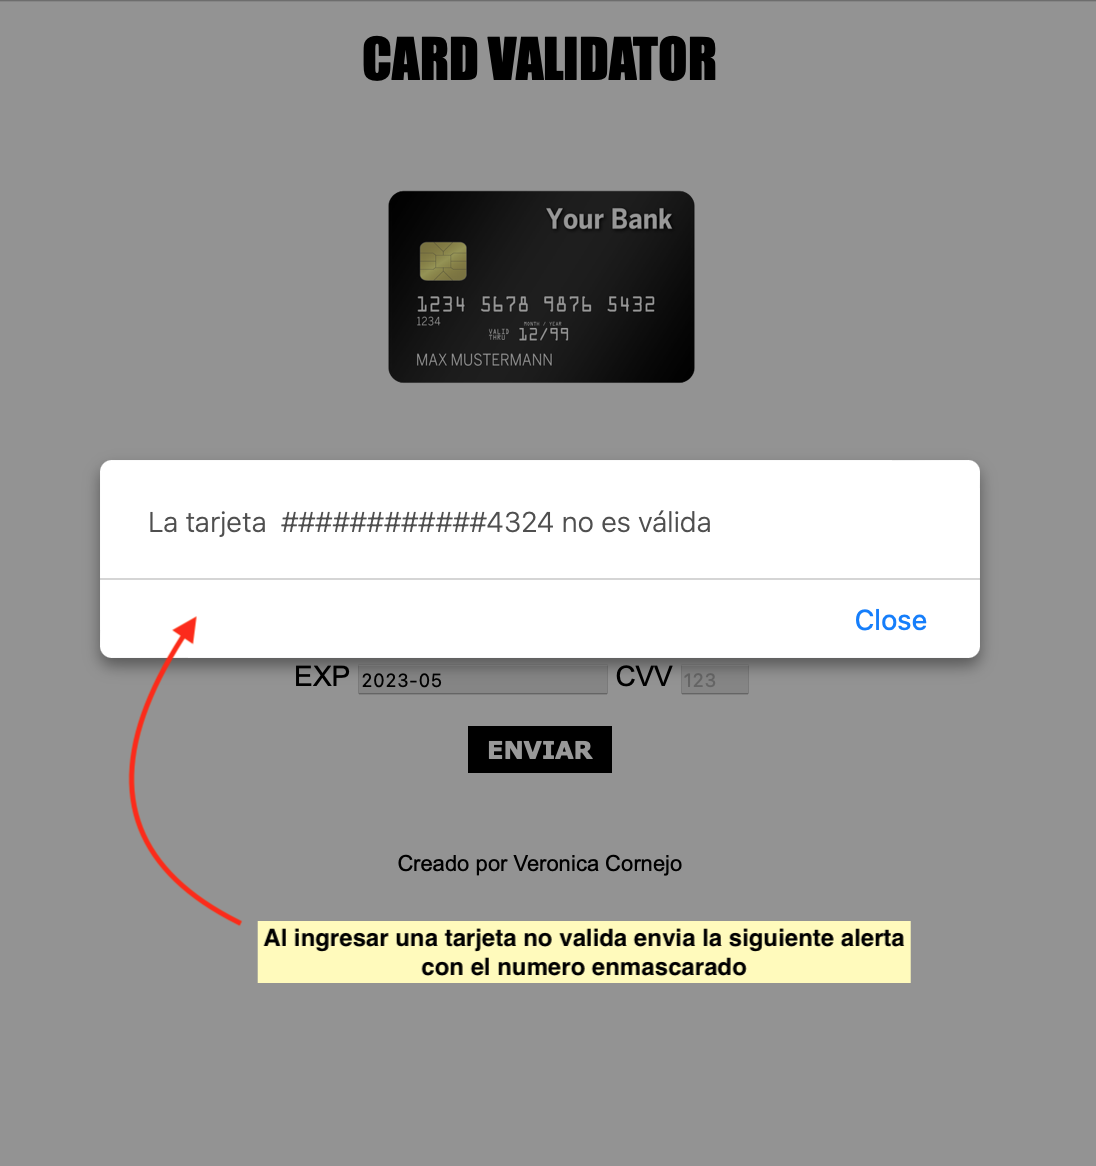 CARD VALIDATOR
Your Bank
1234 5678 9876 5432
1234
MONTH / YEAR
VALID
THRU
12/99
MAX MUSTERMANN
La tarjeta ############4324 no es válida
Close
EXP 2023-05 CVV 123
ENVIAR
Creado por Veronica Cornejo
Al ingresar una tarjeta no valida envia la siguiente alerta
con el numero enmascarado